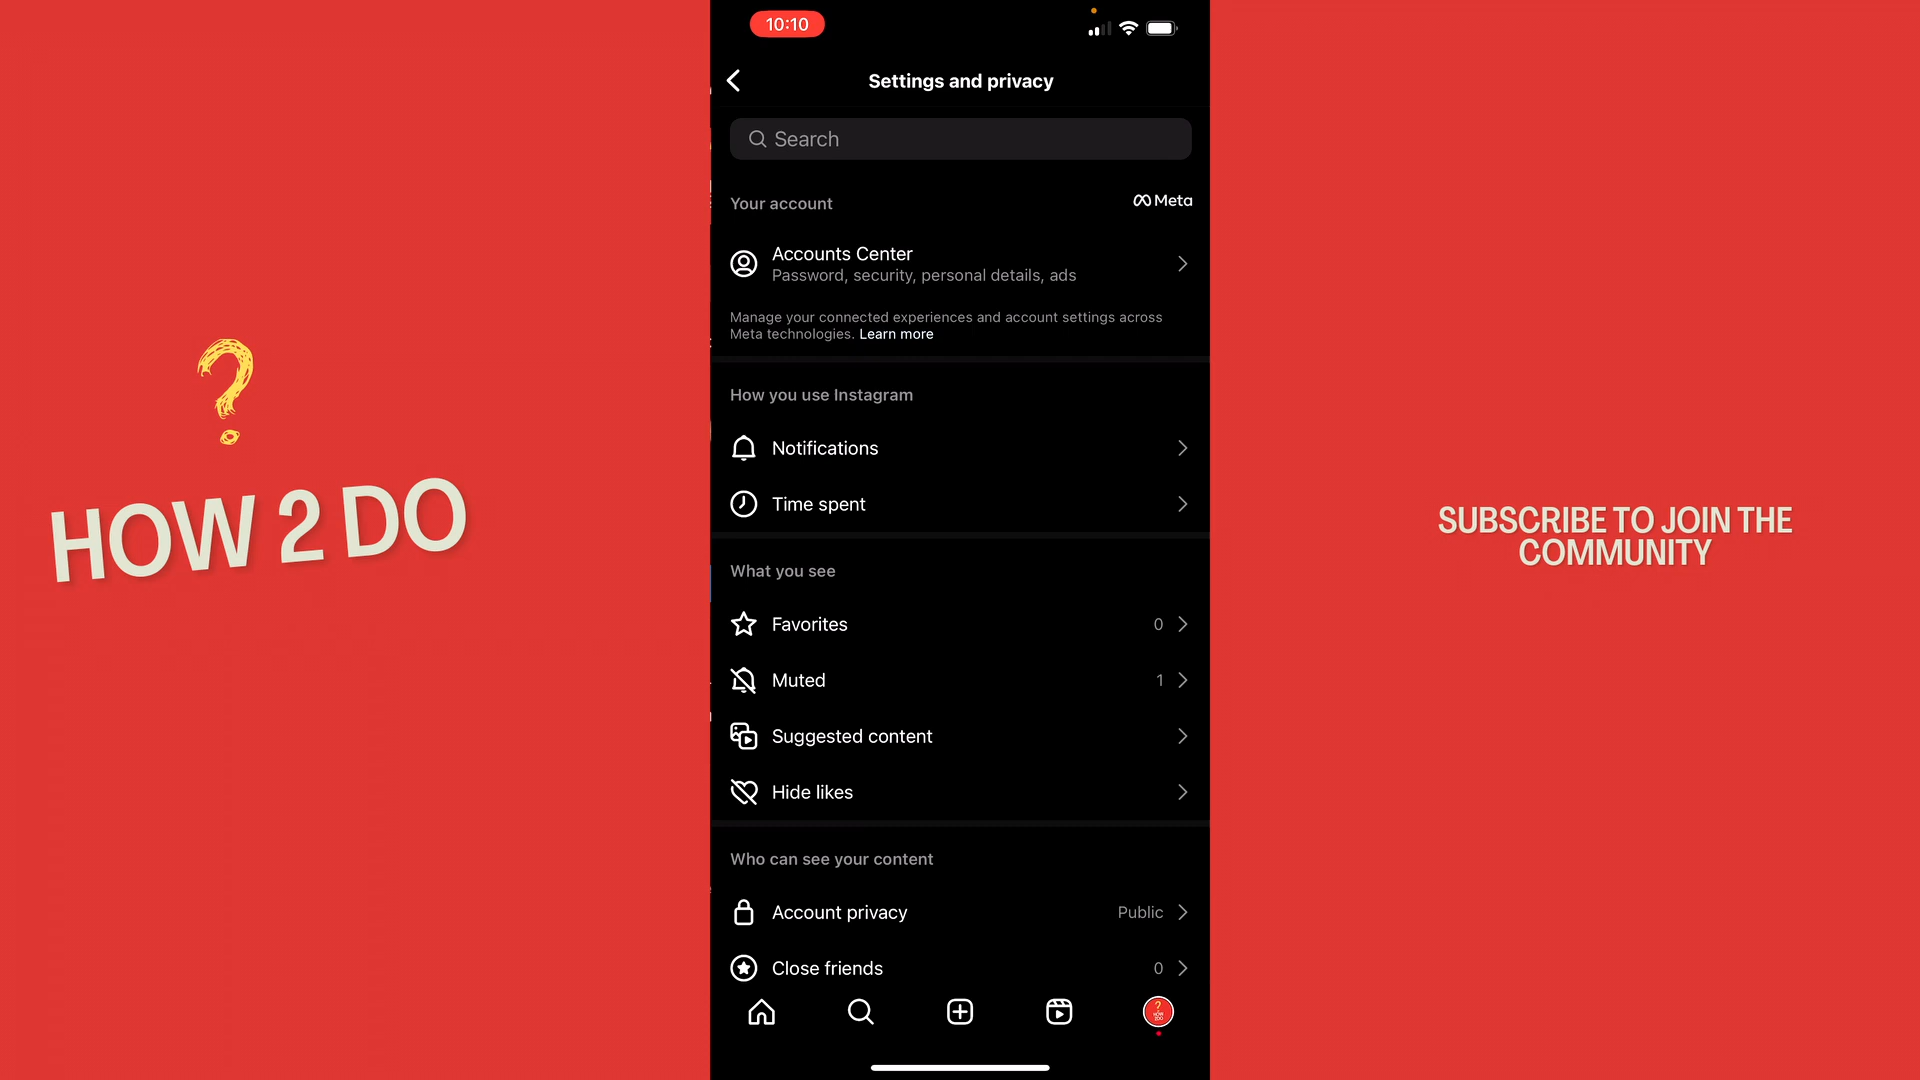 10:10
Settings and privacy
Search
Your account
Meta
Accounts Center
Password, security, personal details, ads
Manage your connected experiences and account settings across
Meta technologies. Learn more
How you use Instagram
Notifications
Time spent
What you see
Favorites 0
Muted 1
Suggested content
Hide likes
Who can see your content
Account privacy Public
Close friends 0
?
HOW 2 DO
SUBSCRIBE TO JOIN THE
COMMUNITY